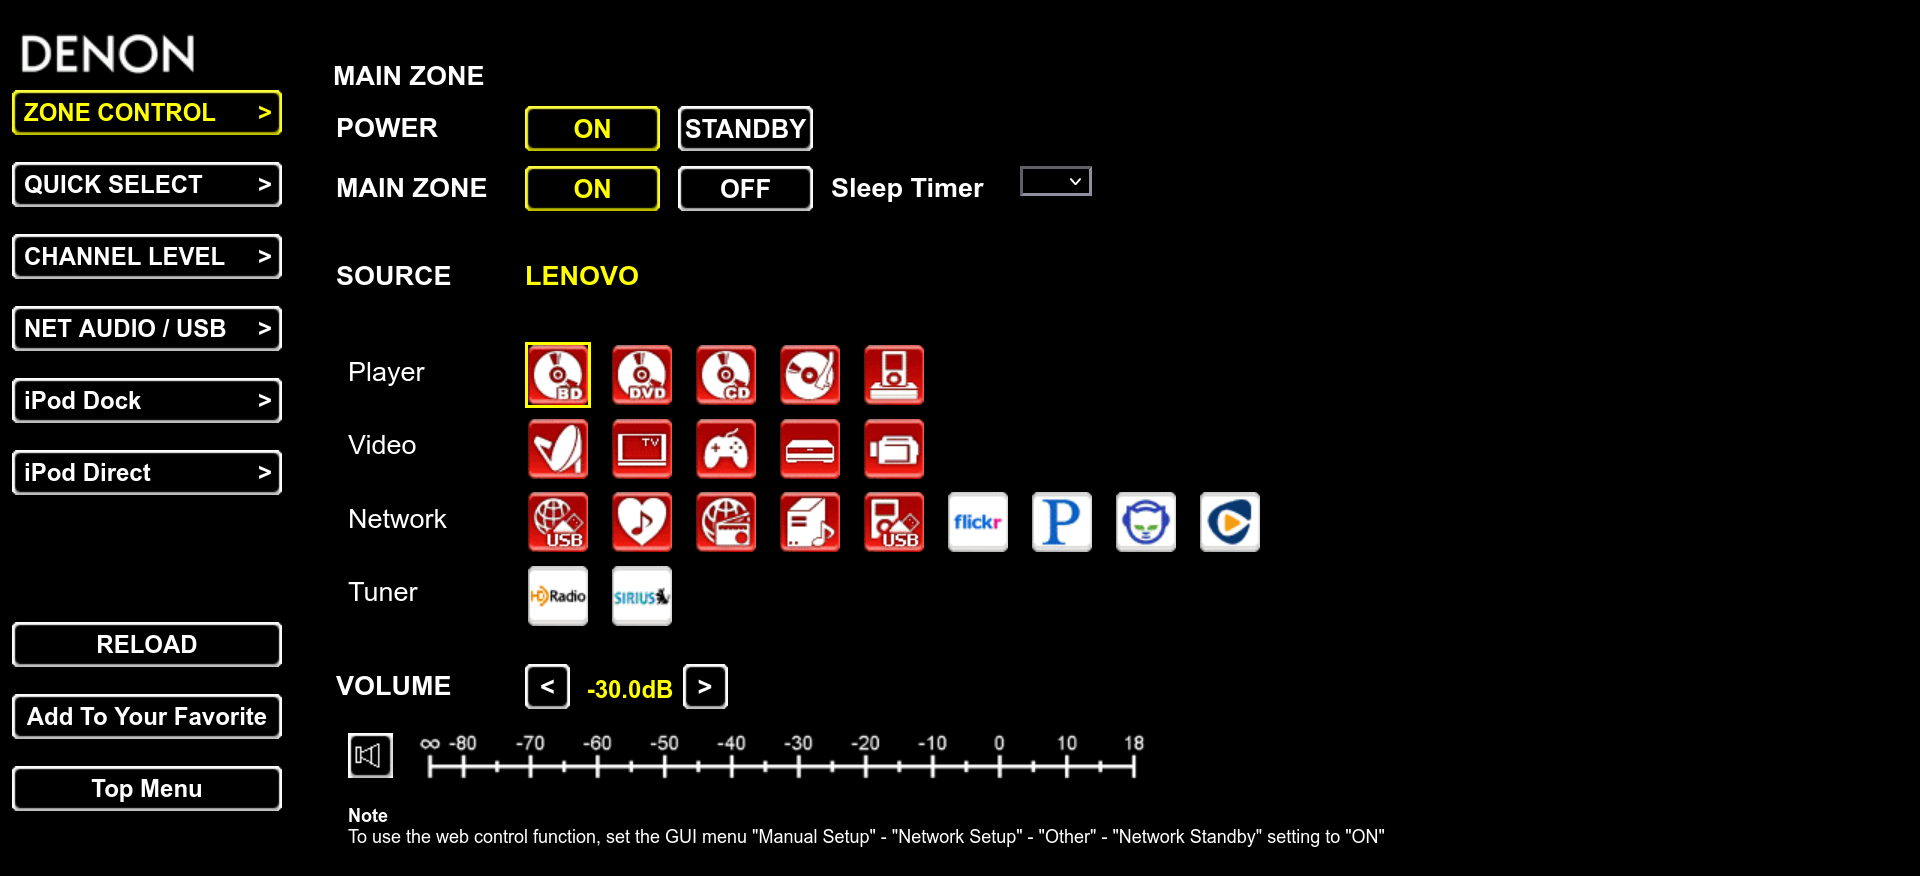 DENON
ZONE CONTROL >
QUICK SELECT >
CHANNEL LEVEL >
NET AUDIO / USB >
iPod Dock >
iPod Direct >
RELOAD
Add To Your Favorite
Top Menu
MAIN ZONE
POWER ON STANDBY
MAIN ZONE ON OFF Sleep Timer
SOURCE LENOVO
Player BD DVD CD
Video TV
Network USB USB flickr P
Tuner HD Radio SIRIUS
VOLUME < -30.0dB >
∞ -80 -70 -60 -50 -40 -30 -20 -10 0 10 18
Note
To use the web control function, set the GUI menu "Manual Setup" - "Network Setup" - "Other" - "Network Standby" setting to "ON"